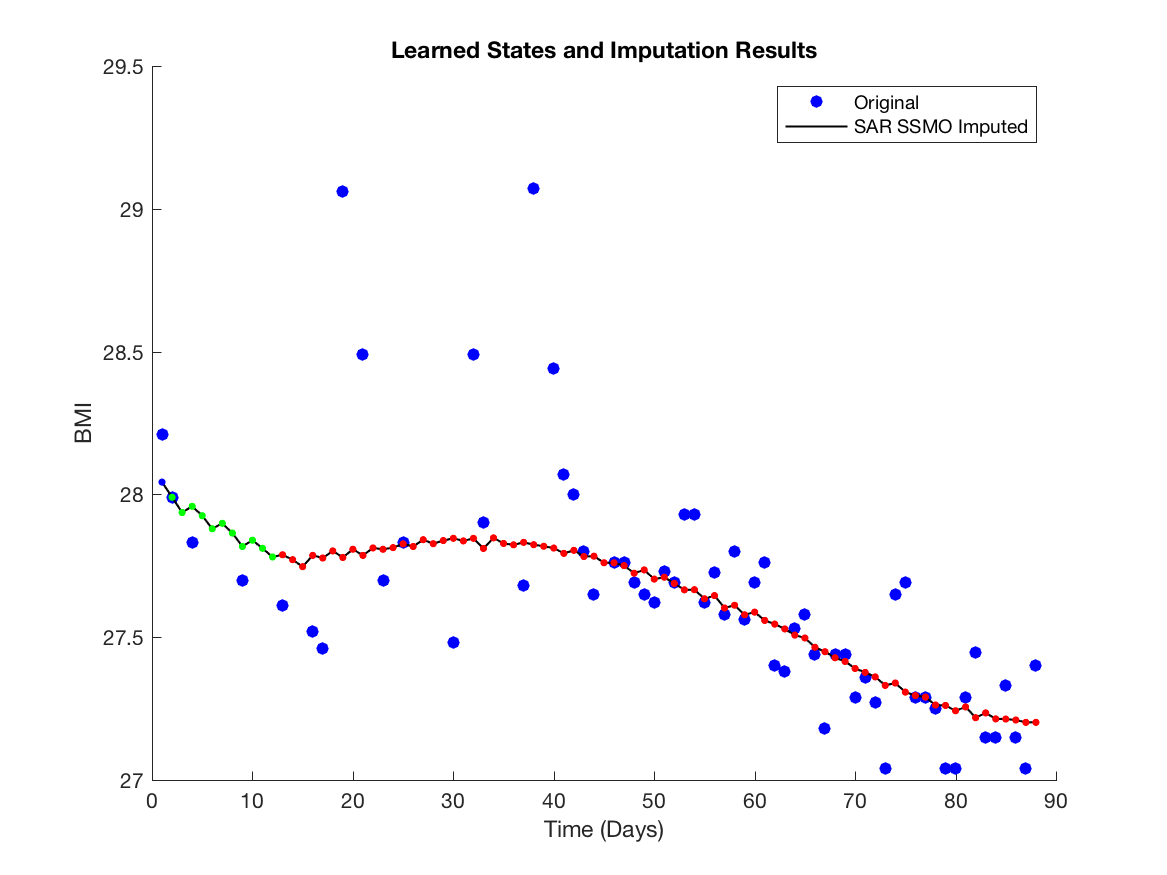 Learned States and Imputation Results
29.5
29
28.5
28
27.5
27
BMI
Original
SAR SSMO Imputed
0 10 20 30 40 50 60 70 80 90
Time (Days)